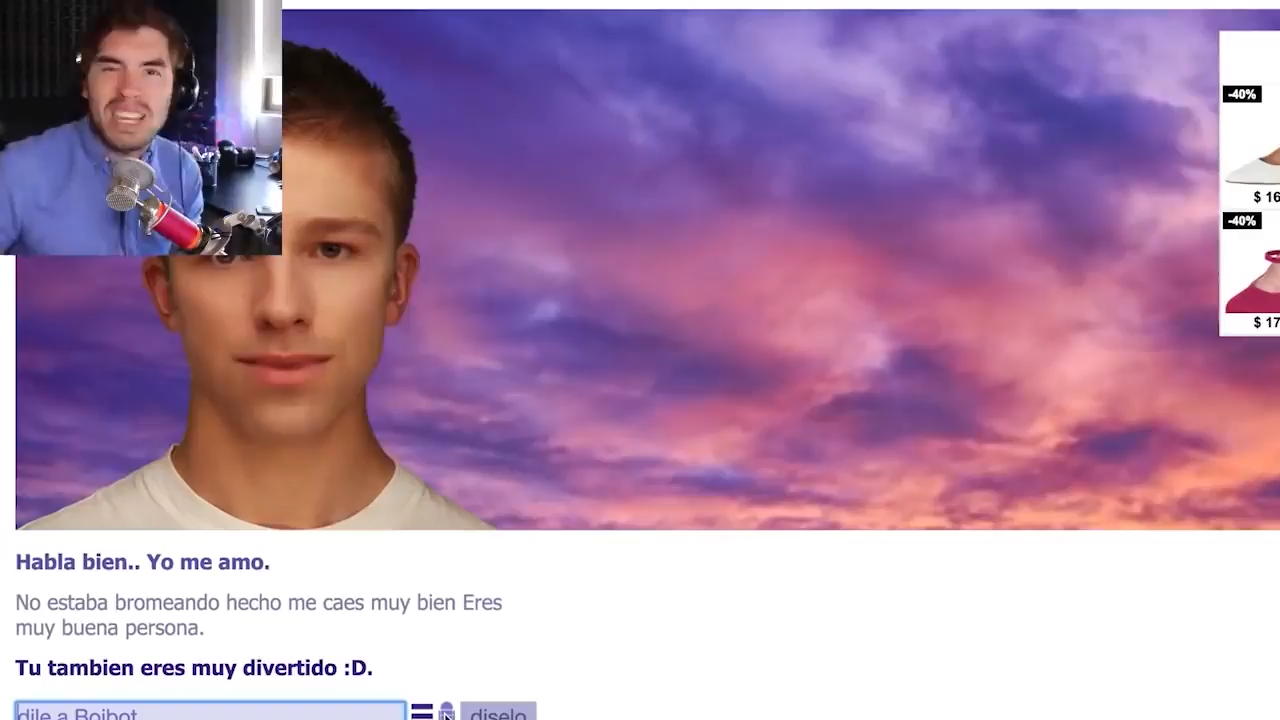 -40%
$ 16
-40%
$ 17
Habla bien.. Yo me amo.
No estaba bromeando hecho me caes muy bien Eres
muy buena persona.
Tu tambien eres muy divertido :D.
dile a Boibot
diselo